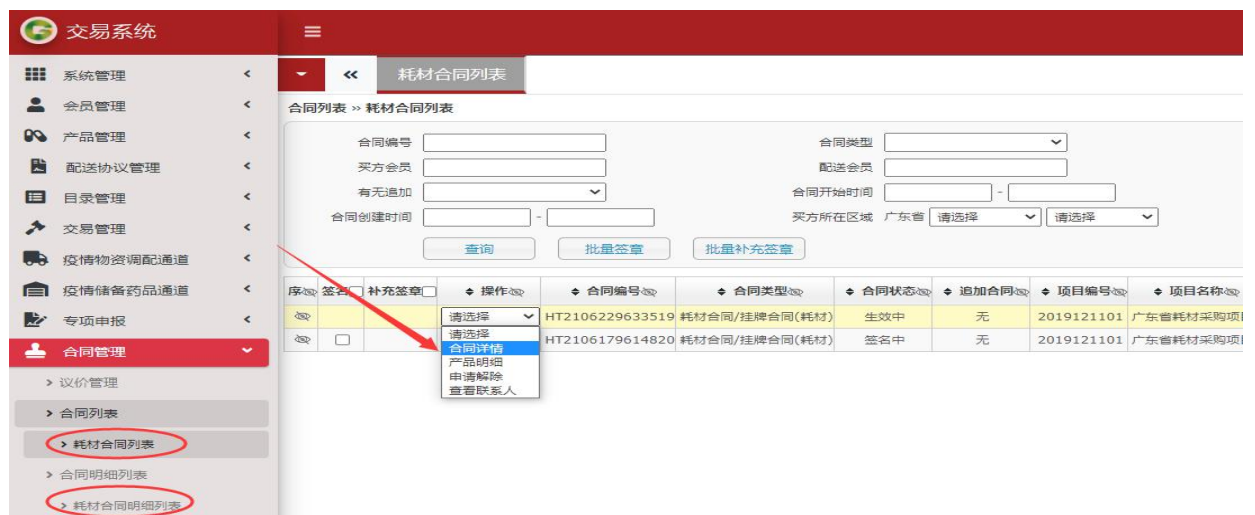 交易系统
系统管理
会员管理
产品管理
配送协议管理
目录管理
交易管理
疫情物资调配通道
疫情储备药品通道
专项申报
合同管理
议价管理
合同列表
耗材合同列表
合同明细列表
耗材合同明细列表
耗材合同列表
合同列表 » 耗材合同列表
合同编号 合同类型
买方会员 配送会员
有无追加 合同开始时间 -
合同创建时间 - 买方所在区域 广东省 请选择 请选择
查询 批量签章 批量补充签章
序 签名 补充签章 操作 合同编号 合同类型 合同状态 追加合同 项目编号 项目名称
请选择 HT2106229633519 耗材合同/挂牌合同(耗材) 生效中 无 2019121101 广东省耗材采购项
HT2106179614820 耗材合同/挂牌合同(耗材) 签名中 无 2019121101 广东省耗材采购项
请选择
合同详情
产品明细
申请解除
查看联系人